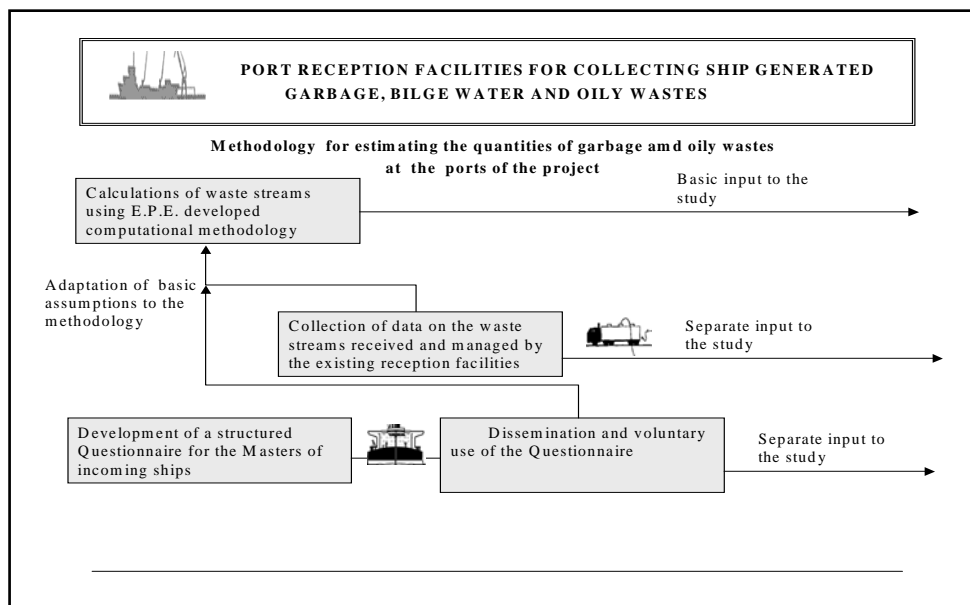 PORT RECEPTION FACILITIES FOR COLLECTING SHIP GENERATED
GARBAGE, BILGE WATER AND OILY WASTES
Methodology for estimating the quantities of garbage amd oily wastes
at the ports of the project
Calculations of waste streams
using E.P.E. developed
computational methodology
Basic input to the
study
Adaptation of basic
assumptions to the
methodology
Collection of data on the waste
streams received and managed by
the existing reception facilities
Separate input to
the study
Development of a structured
Questionnaire for the Masters of
incoming ships
Dissemination and voluntary
use of the Questionnaire
Separate input to
the study